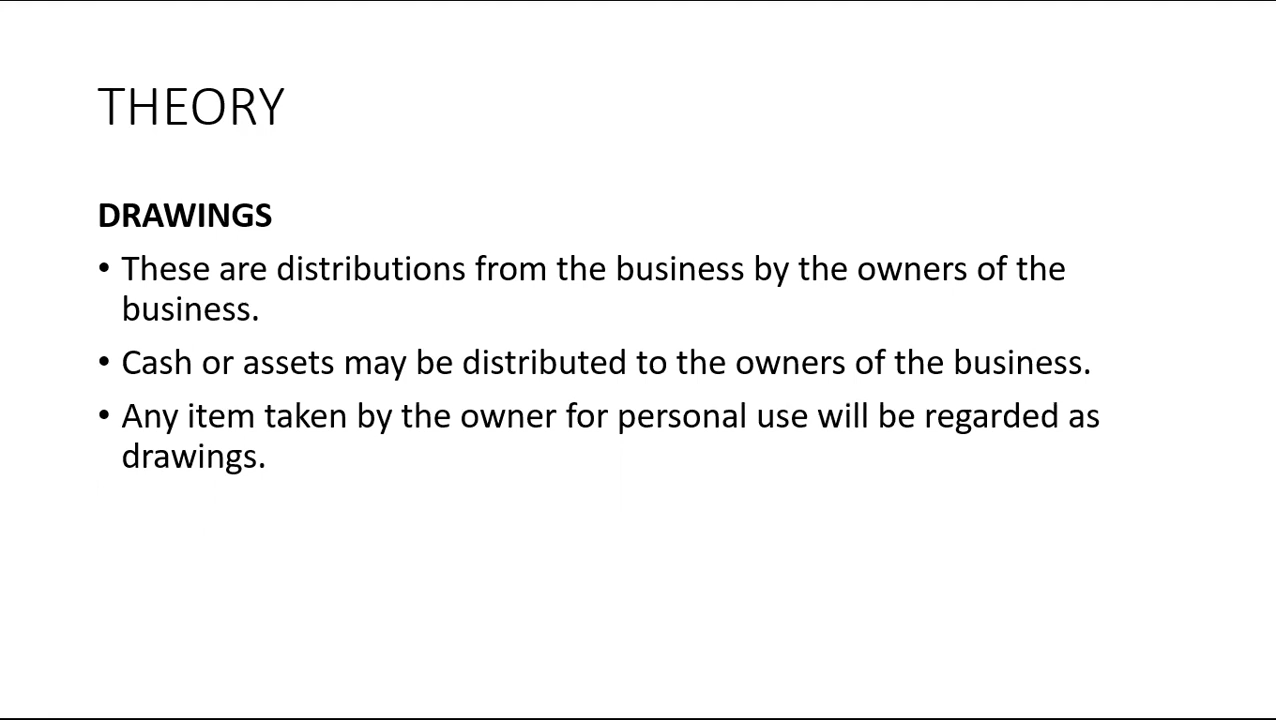 THEORY
DRAWINGS
• These are distributions from the business by the owners of the
business.
• Cash or assets may be distributed to the owners of the business.
• Any item taken by the owner for personal use will be regarded as
drawings.